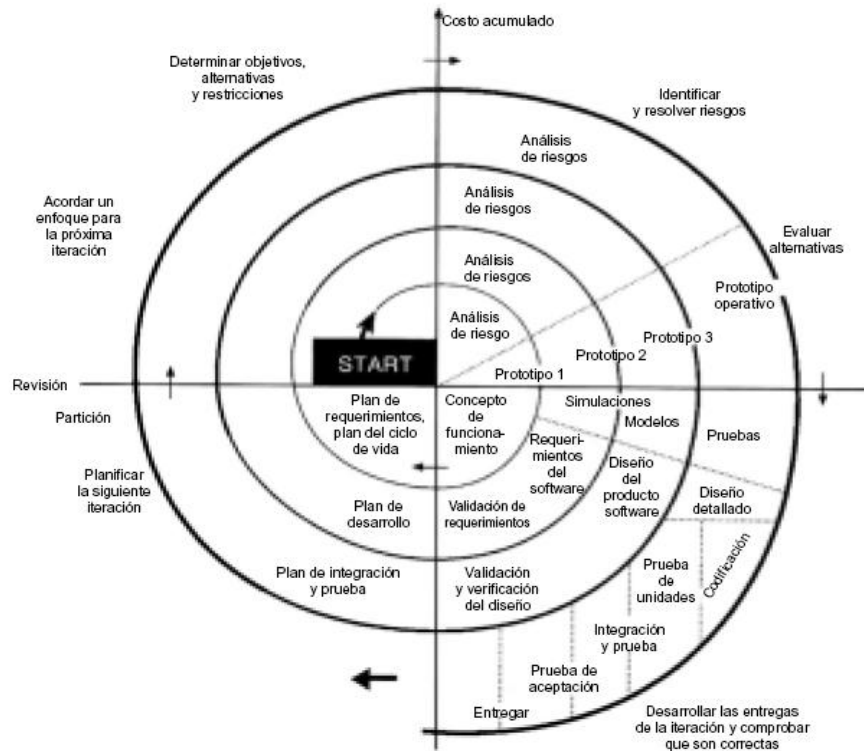 Costo acumulado
Determinar objetivos,
alternativas
y restricciones
Identificar
y resolver riesgos
Análisis
de riesgos
Acordar un
enfoque para
la próxima
iteración
Análisis
de riesgos
Evaluar
alternativas
Análisis
de riesgos
Prototipo
operativo
Análisis
de riesgo
Prototipo 3
Prototipo 2
START
Prototipo 1
Revisión
Partición
Plan de
requerimientos,
plan del ciclo
de vida
Concepto
de
funciona-
miento
Simulaciones
Modelos
Pruebas
Requeri-
mientos
del
software
Diseño
del
producto
software
Planificar
la siguiente
iteración
Diseño
detallado
Plan de
desarrollo
Validación de
requerimientos
Codificación
Plan de integración
y prueba
Validación
y verificación
del diseño
Prueba
de
unidades
Integración
y prueba
Prueba de
aceptación
Entregar
Desarrollar las entregas
de la iteración y comprobar
que son correctas